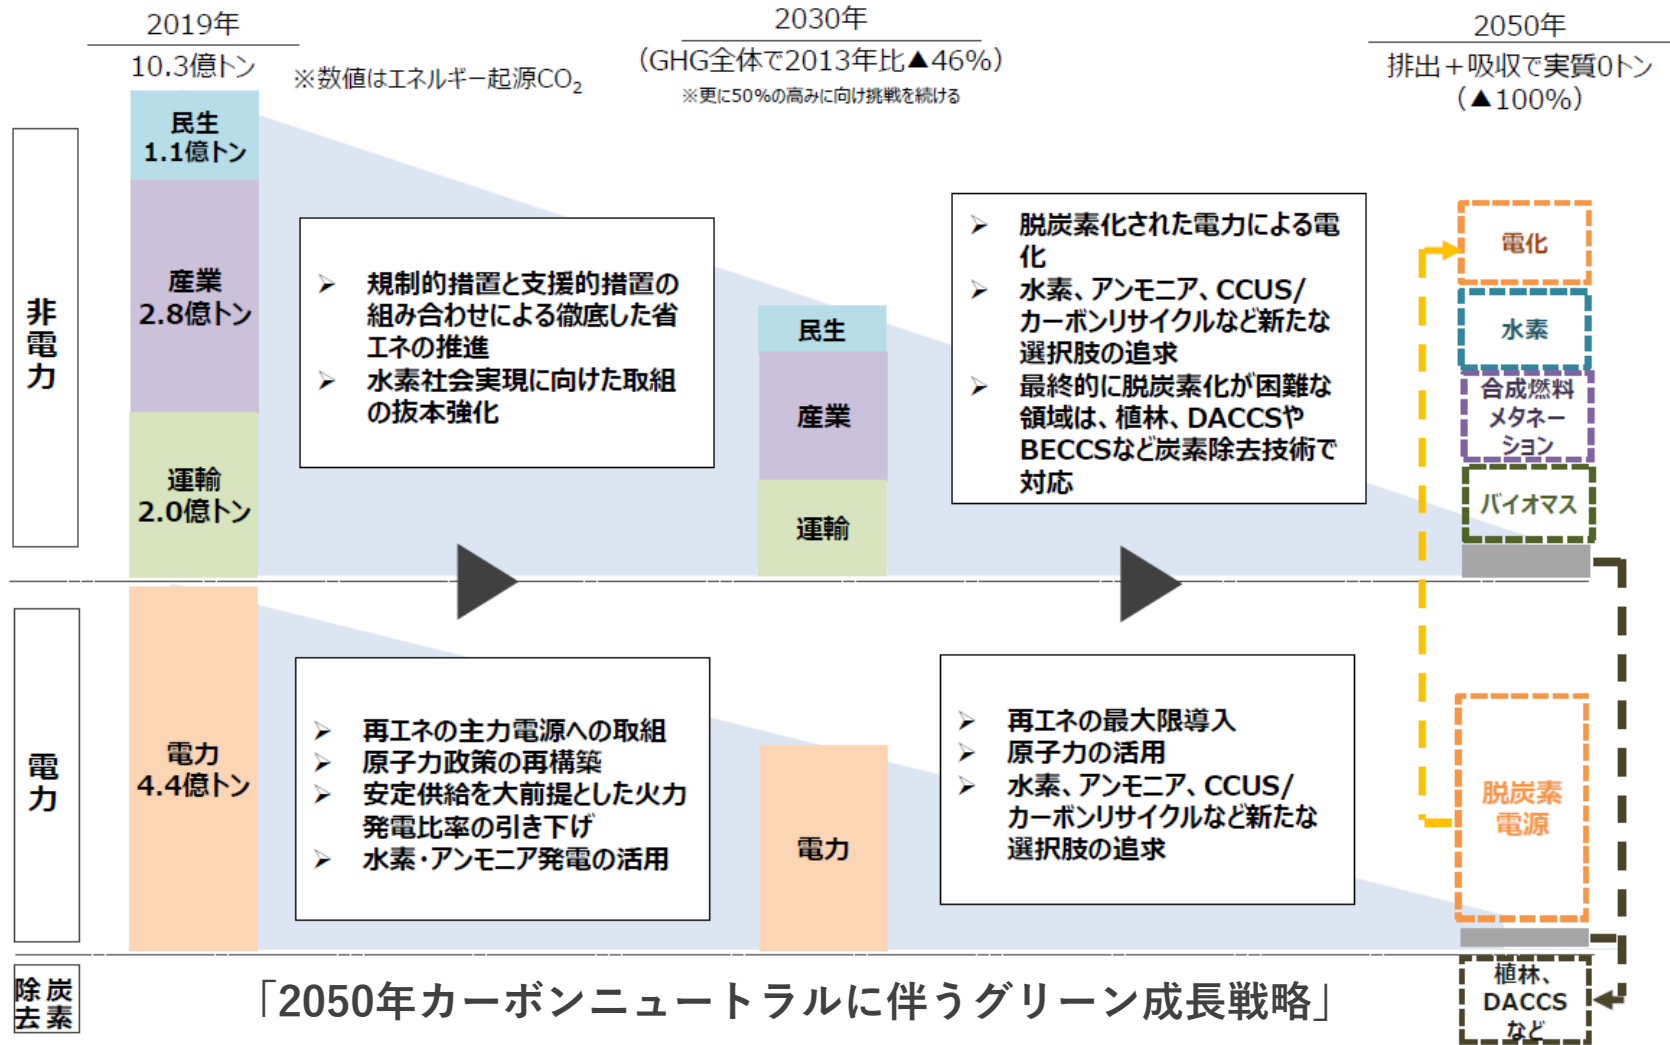 2019年
10.3億トン
※数値はエネルギー起源CO₂
2030年
(GHG全体で2013年比▲46%)
※更に50%の高みに向け挑戦を続ける
2050年
排出＋吸収で実質0トン
(▲100%)
非電力
民生
1.1億トン
産業
2.8億トン
運輸
2.0億トン
➢ 規制的措置と支援的措置の
組み合わせによる徹底した省
エネの推進
➢ 水素社会実現に向けた取組
の抜本強化
民生
産業
運輸
➢ 脱炭素化された電力による電
化
➢ 水素、アンモニア、CCUS/
カーボンリサイクルなど新たな
選択肢の追求
➢ 最終的に脱炭素化が困難な
領域は、植林、DACCSや
BECCSなど炭素除去技術で
対応
電化
水素
合成燃料
メタネー
ション
バイオマス
電力
電力
4.4億トン
➢ 再エネの主力電源への取組
➢ 原子力政策の再構築
➢ 安定供給を大前提とした火力
発電比率の引き下げ
➢ 水素・アンモニア発電の活用
電力
➢ 再エネの最大限導入
➢ 原子力の活用
➢ 水素、アンモニア、CCUS/
カーボンリサイクルなど新たな
選択肢の追求
脱炭素
電源
炭素除去
「2050年カーボンニュートラルに伴うグリーン成長戦略」
植林、
DACCS
など